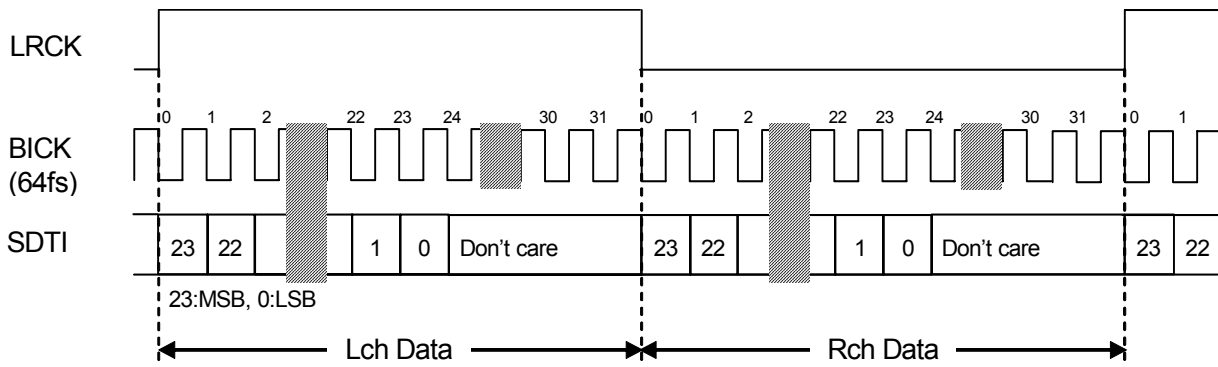 LRCK
0 1 2 22 23 24 30 31 0 1 2 22 23 24 30 31 0 1
BICK
(64fs)
SDTI 23 22 1 0 Don't care 23 22 1 0 Don't care 23 22
23:MSB, 0:LSB
Lch Data Rch Data